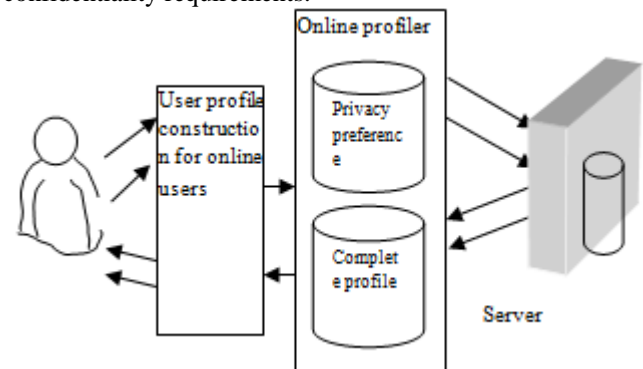 confidentiality requirements.
Online profiler
User profile
constructio
n for online
users
Privacy
preferenc
e
Complet
e profile
Server